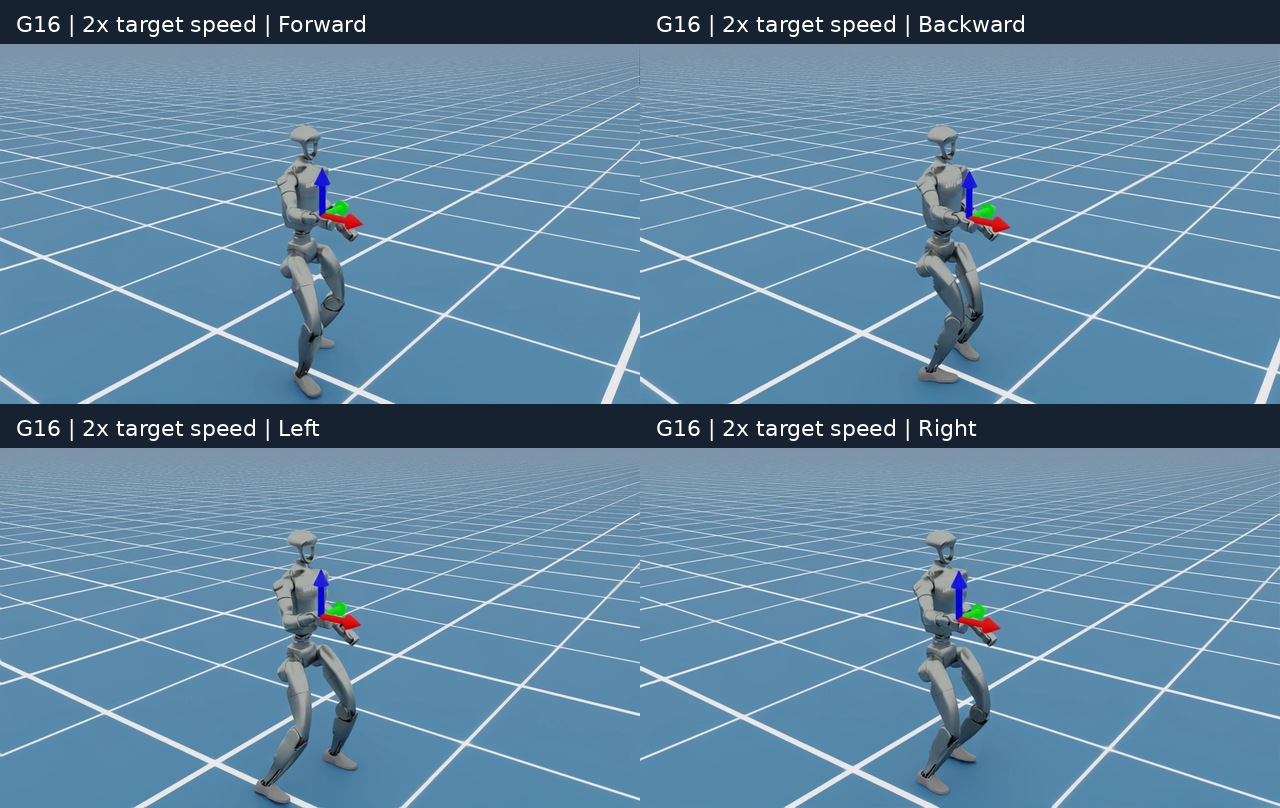 G16 | 2x target speed | Forward
G16 | 2x target speed | Backward
G16 | 2x target speed | Left
G16 | 2x target speed | Right